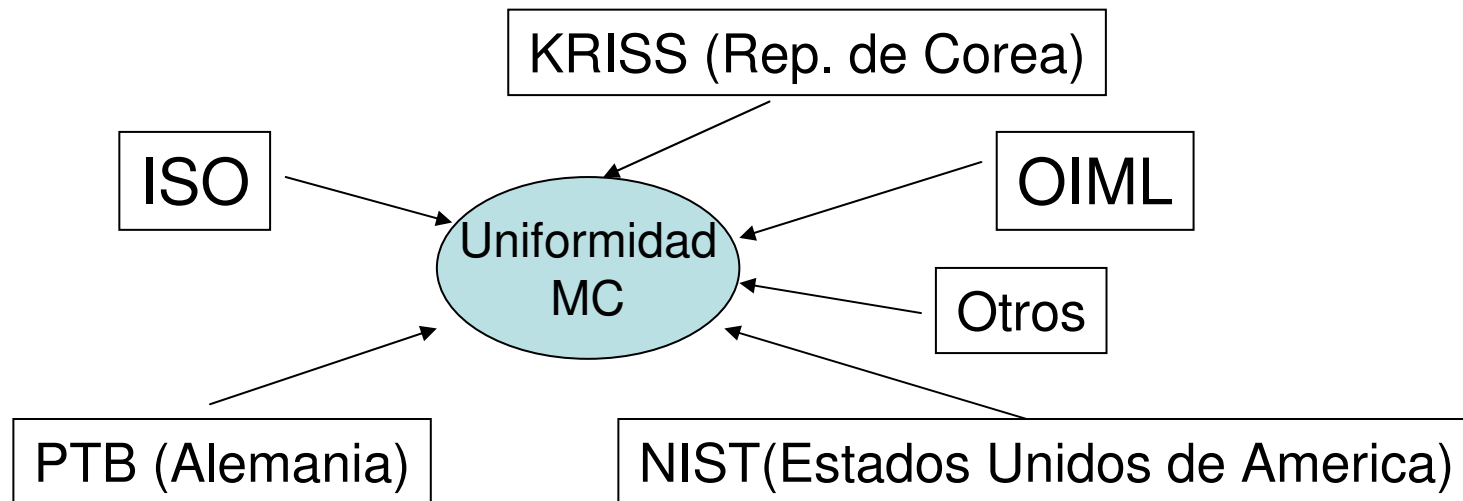 KRISS (Rep. de Corea)
ISO
OIML
Uniformidad
MC
Otros
PTB (Alemania)
NIST(Estados Unidos de America)